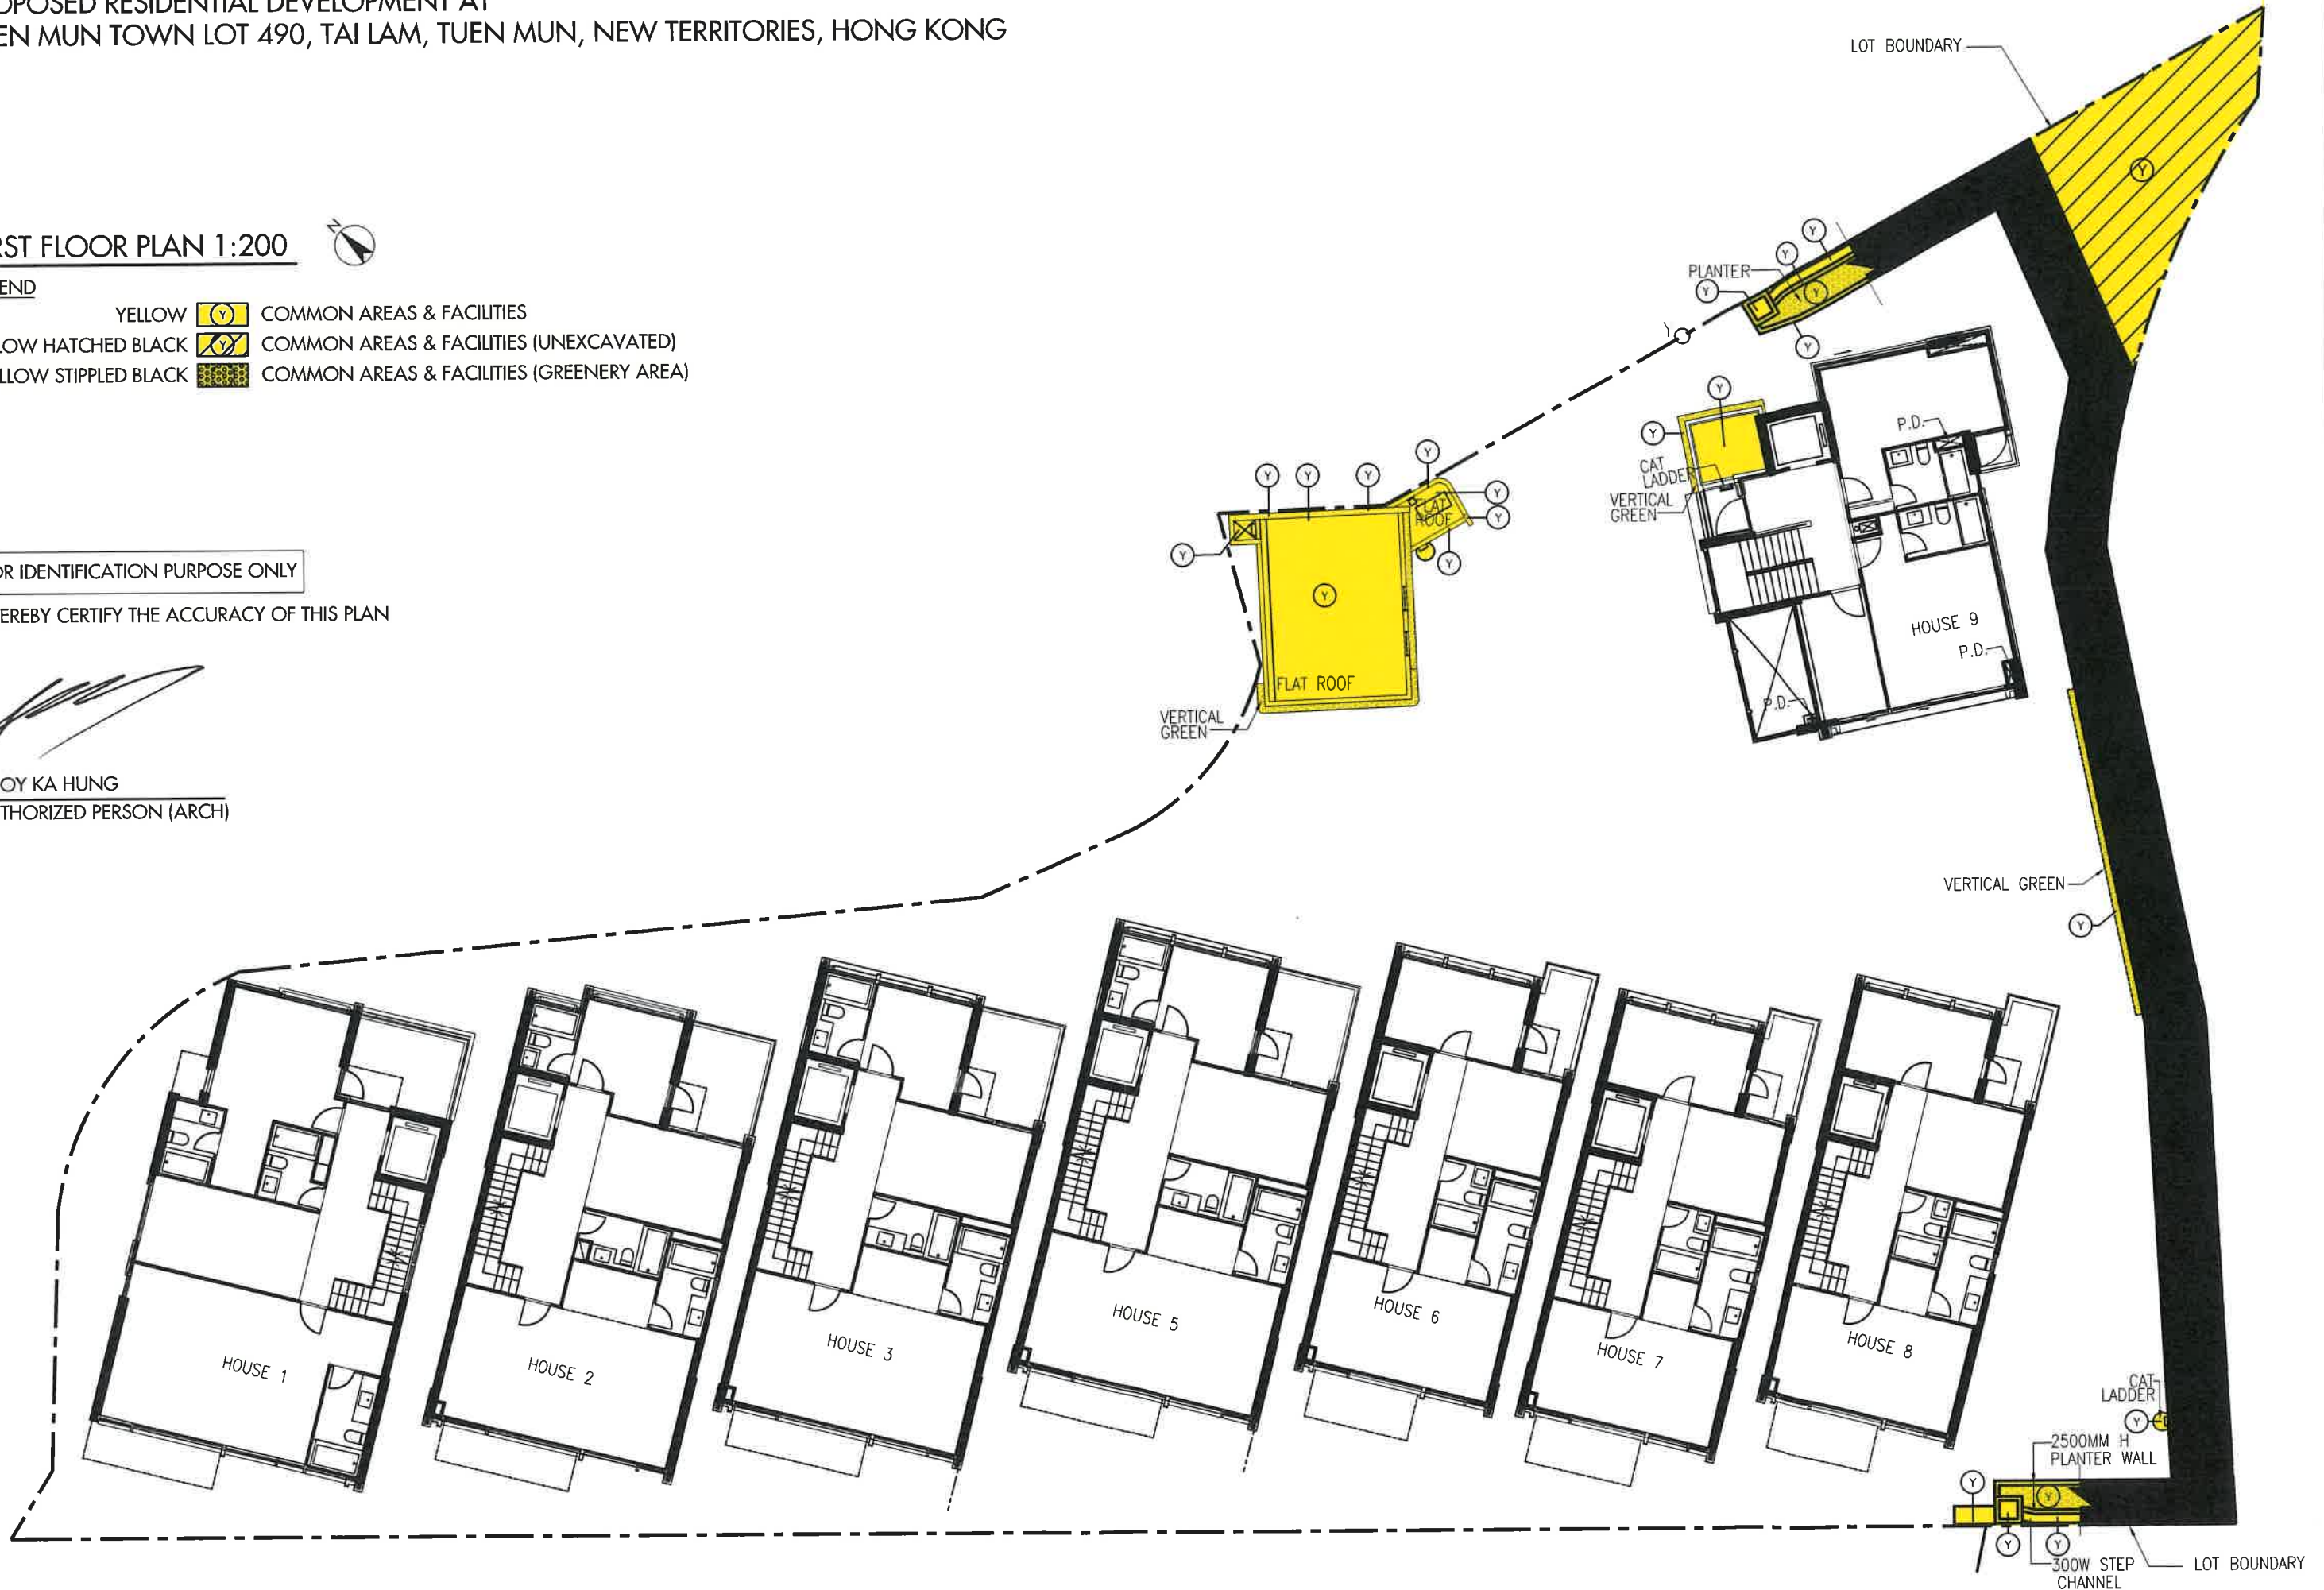 OPOSED RESIDENTIAL DEVELOPMENT AT
EN MUN TOWN LOT 490, TAI LAM, TUEN MUN, NEW TERRITORIES, HONG KONG
LOT BOUNDARY
RST FLOOR PLAN 1:200
N
END
YELLOW Y COMMON AREAS & FACILITIES
LOW HATCHED BLACK Y COMMON AREAS & FACILITIES (UNEXCAVATED)
LLOW STIPPLED BLACK COMMON AREAS & FACILITIES (GREENERY AREA)
OR IDENTIFICATION PURPOSE ONLY
EREBY CERTIFY THE ACCURACY OF THIS PLAN
OY KA HUNG
THORIZED PERSON (ARCH)
Y
Y
Y
PLANTER
Y
Y
Y
Y
Y
CAT
LADDER
VERTICAL
GREEN
P.D.
HOUSE 9
P.D.
P.D.
Y
Y
Y
Y
Y
Y
FLAT
ROOF
Y
Y
Y
FLAT ROOF
VERTICAL
GREEN
VERTICAL GREEN
Y
HOUSE 1
HOUSE 2
HOUSE 3
HOUSE 5
HOUSE 6
HOUSE 7
HOUSE 8
CAT
LADDER
Y
2500MM H
PLANTER WALL
Y
Y
Y
Y
300W STEP
CHANNEL
LOT BOUNDARY